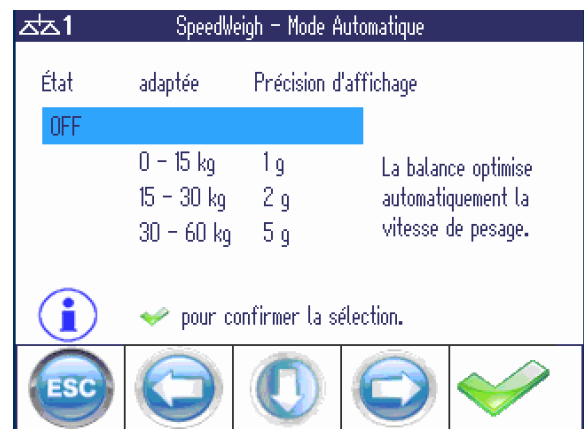 1 SpeedWeigh - Mode Automatique
État adaptée Précision d'affichage
OFF
0 - 15 kg 1 g
15 - 30 kg 2 g
30 - 60 kg 5 g
La balance optimise
automatiquement la
vitesse de pesage.
i pour confirmer la sélection.
ESC